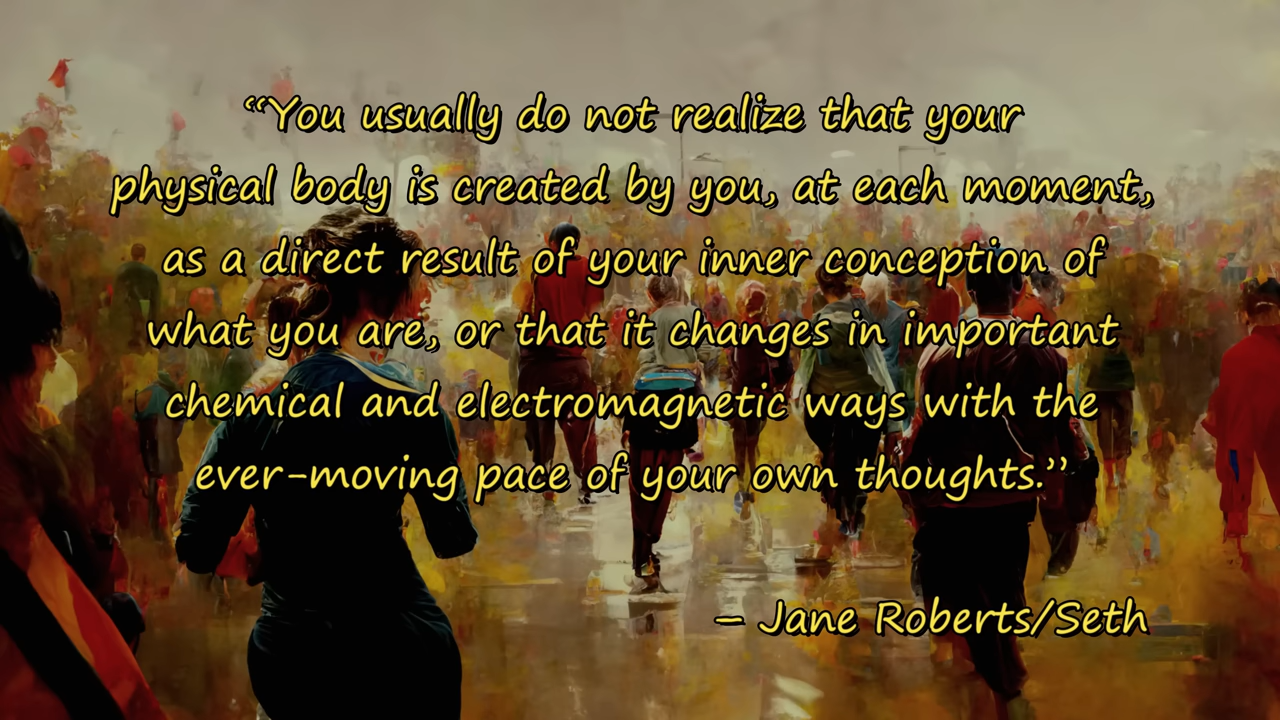 “You usually do not realize that your
physical body is created by you, at each moment,
as a direct result of your inner conception of
what you are, or that it changes in important
chemical and electromagnetic ways with the
ever-moving pace of your own thoughts.”
– Jane Roberts/Seth